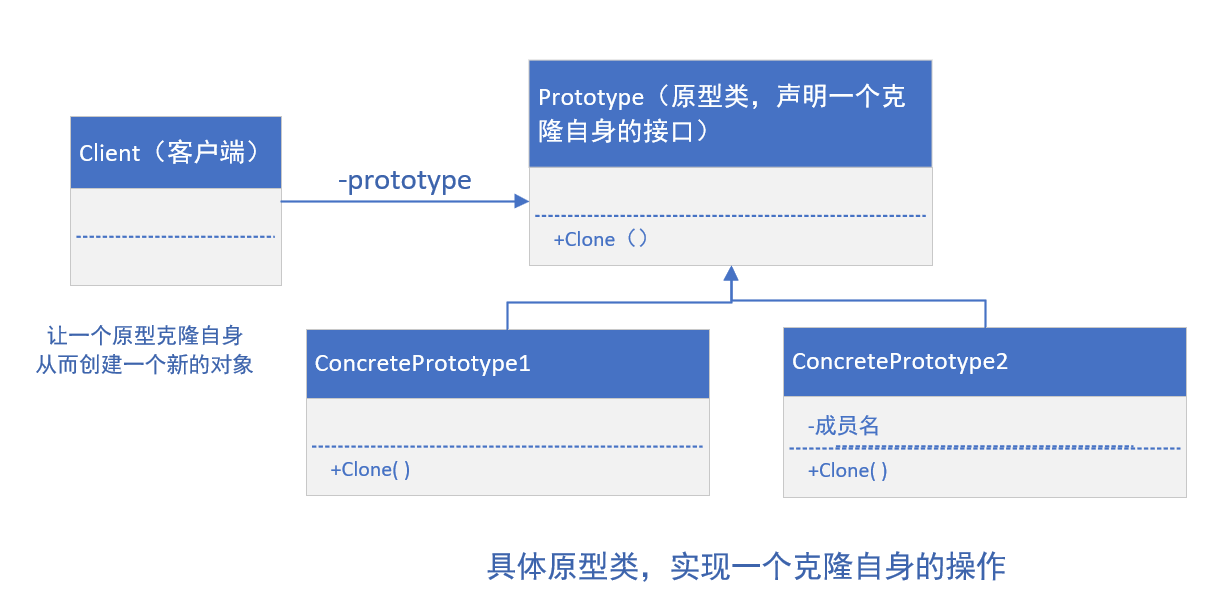 Client（客户端）
-prototype
Prototype（原型类，声明一个克
隆自身的接口）
+Clone（）
让一个原型克隆自身
从而创建一个新的对象
ConcretePrototype1
+Clone( )
ConcretePrototype2
-成员名
+Clone( )
具体原型类，实现一个克隆自身的操作